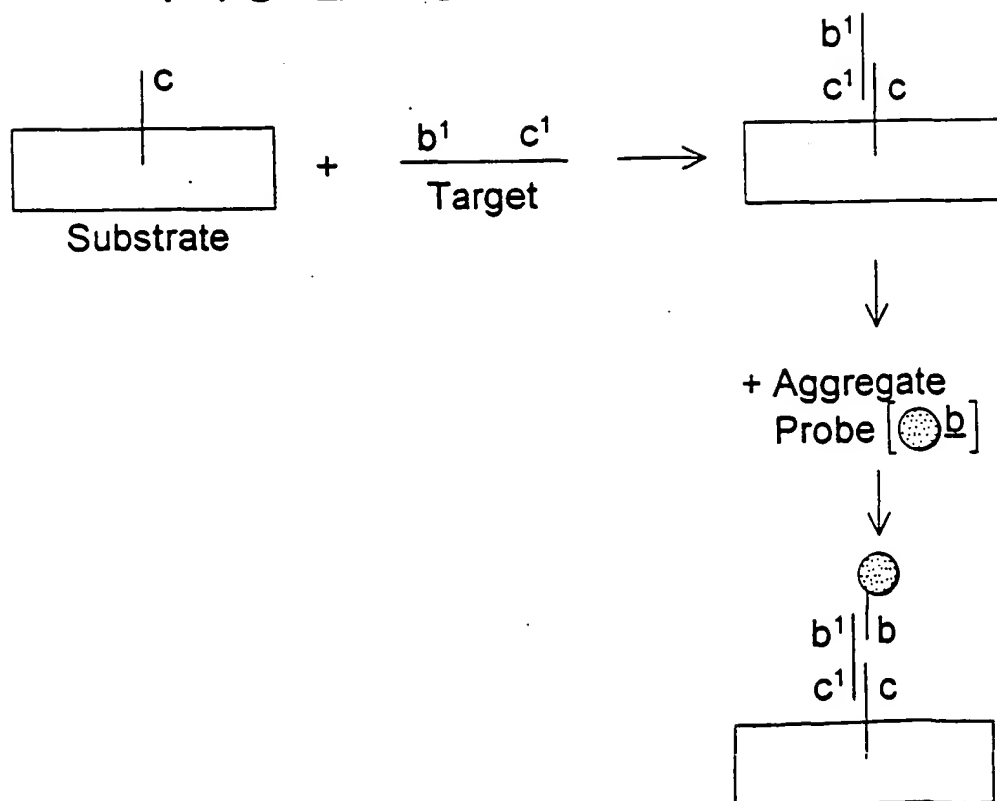 c
+
b¹ c¹
Target
Substrate
b¹
c¹ c
+ Aggregate
Probe [ b]
b¹ b
c¹ c